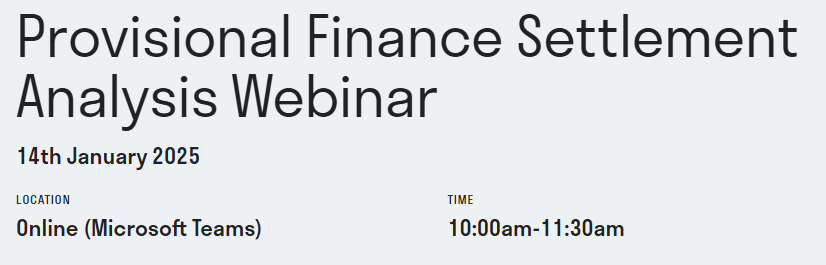 Provisional Finance Settlement
Analysis Webinar
14th January 2025
LOCATION
Online (Microsoft Teams)
TIME
10:00am-11:30am